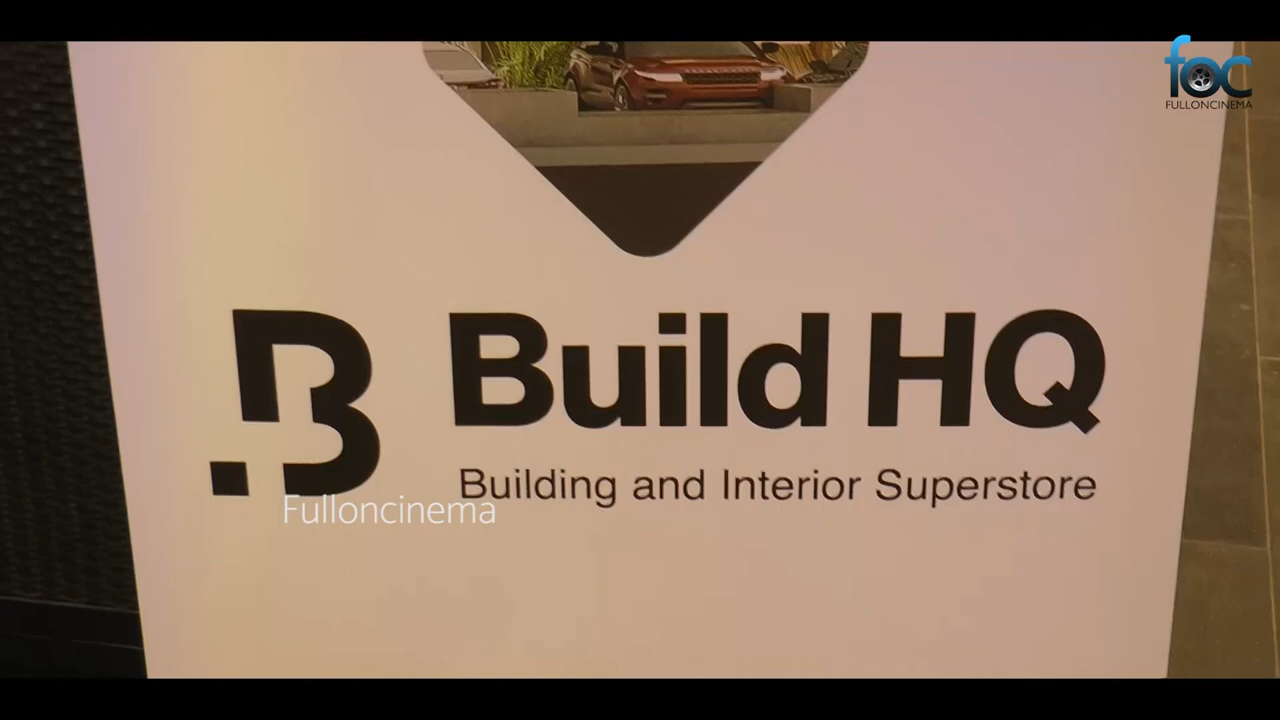 foc
FULLONCINEMA
B
Build HQ
Building and Interior Superstore
Fulloncinema